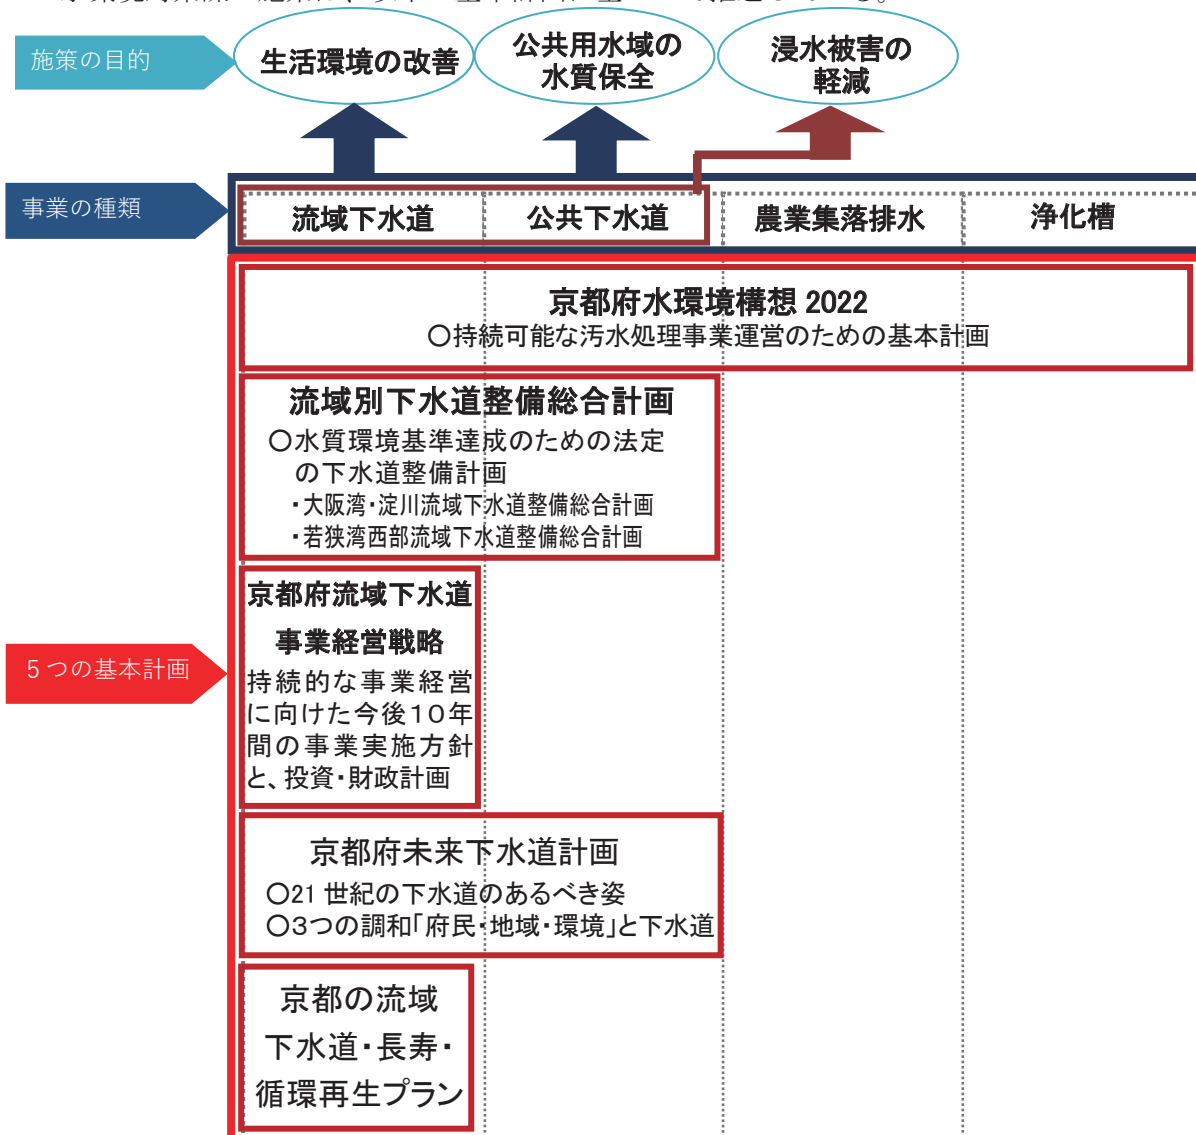 施策の目的
生活環境の改善
公共用水域の
水質保全
浸水被害の
軽減
事業の種類
流域下水道
公共下水道
農業集落排水
浄化槽
5つの基本計画
京都府水環境構想 2022
○持続可能な汚水処理事業運営のための基本計画
流域別下水道整備総合計画
○水質環境基準達成のための法定
の下水道整備計画
・大阪湾・淀川流域下水道整備総合計画
・若狭湾西部流域下水道整備総合計画
京都府流域下水道
事業経営戦略
持続的な事業経営
に向けた今後10年
間の事業実施方針
と、投資・財政計画
京都府未来下水道計画
○21 世紀の下水道のあるべき姿
○3つの調和「府民・地域・環境」と下水道
京都の流域
下水道・長寿・
循環再生プラン